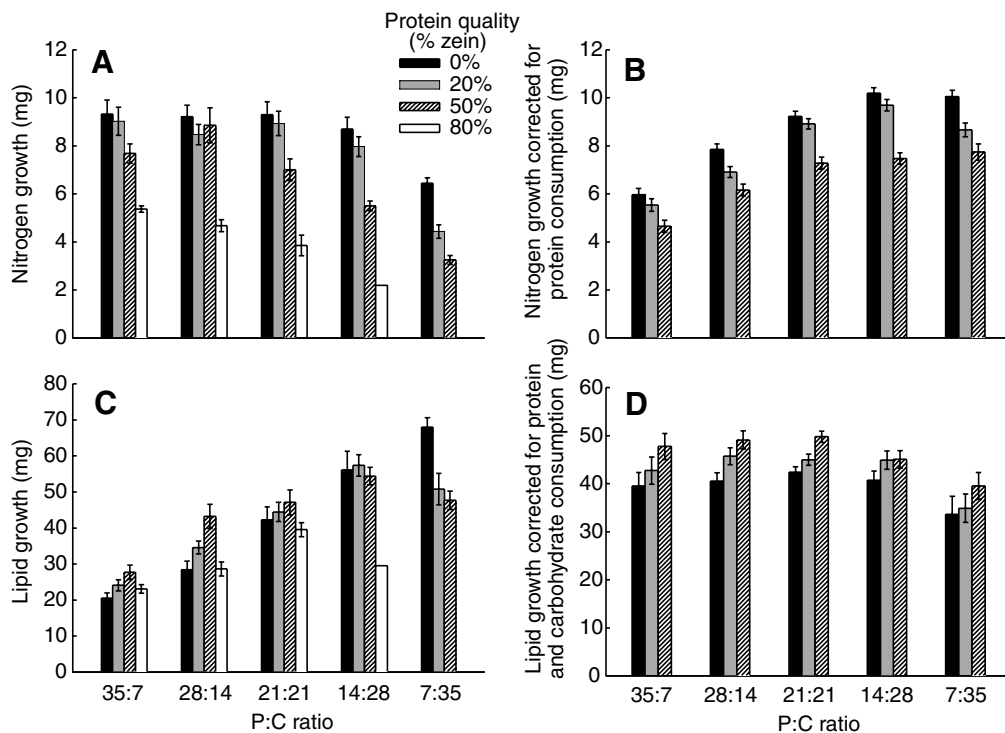 Protein quality
(% zein)
0%
20%
50%
80%
A
Nitrogen growth (mg)
12
10
8
6
4
2
0
B
Nitrogen growth corrected for
protein consumption (mg)
12
10
8
6
4
2
0
C
Lipid growth (mg)
80
70
60
50
40
30
20
10
0
35:7 28:14 21:21 14:28 7:35
P:C ratio
D
Lipid growth corrected for protein
and carbohydrate consumption (mg)
60
50
40
30
20
10
0
35:7 28:14 21:21 14:28 7:35
P:C ratio